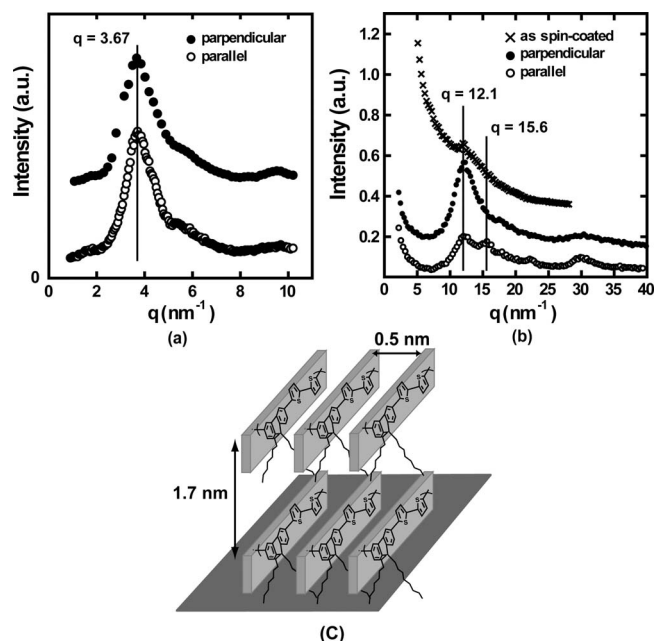 q = 3.67
● parpendicular
○ parallel
Intensity (a.u.)
0
0 2 4 6 8 10
q(nm⁻¹)
(a)
× as spin-coated
● parpendicular
○ parallel
q = 12.1
q = 15.6
Intensity (a.u.)
1.2
1.0
0.8
0.6
0.4
0.2
0 5 10 15 20 25 30 35 40
q(nm⁻¹)
(b)
0.5 nm
1.7 nm
S
S
S
S
S
S
S
S
S
S
S
S
(C)